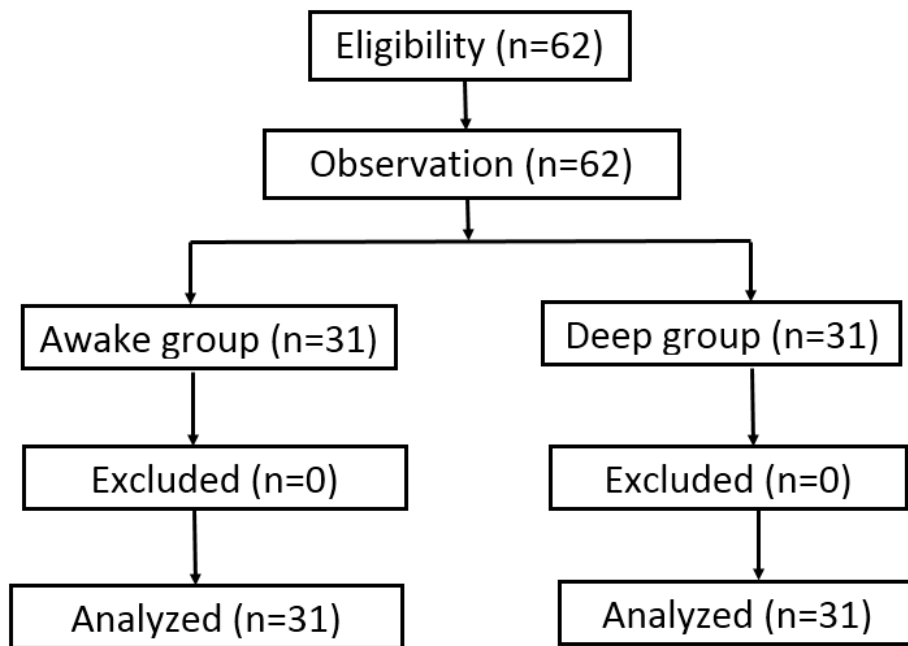 Eligibility (n=62)
Observation (n=62)
Awake group (n=31)
Deep group (n=31)
Excluded (n=0)
Excluded (n=0)
Analyzed (n=31)
Analyzed (n=31)